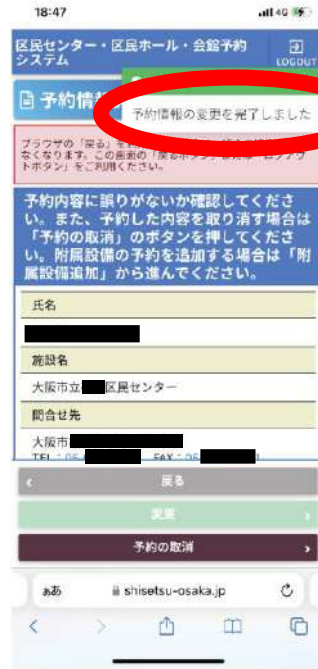 18:47
4G
区民センター・区民ホール・会館予約
システム
LOGOUT
予約情
予約情報の変更を完了しました
ブラウザの「戻る」を
なくなります。この画面の「戻るボタン」
トボタン」をご利用ください。
予約内容に誤りがないか確認してくださ
い。また、予約した内容を取り消す場合は
「予約の取消」のボタンを押してくださ
い。附属設備の予約を追加する場合は「附
属設備追加」から進んでください。
氏名
施設名
大阪市立 区民センター
問合せ先
大阪市
TEL:06 FAX:06
戻る
変更
予約の取消
ああ shisetsu-osaka.jp